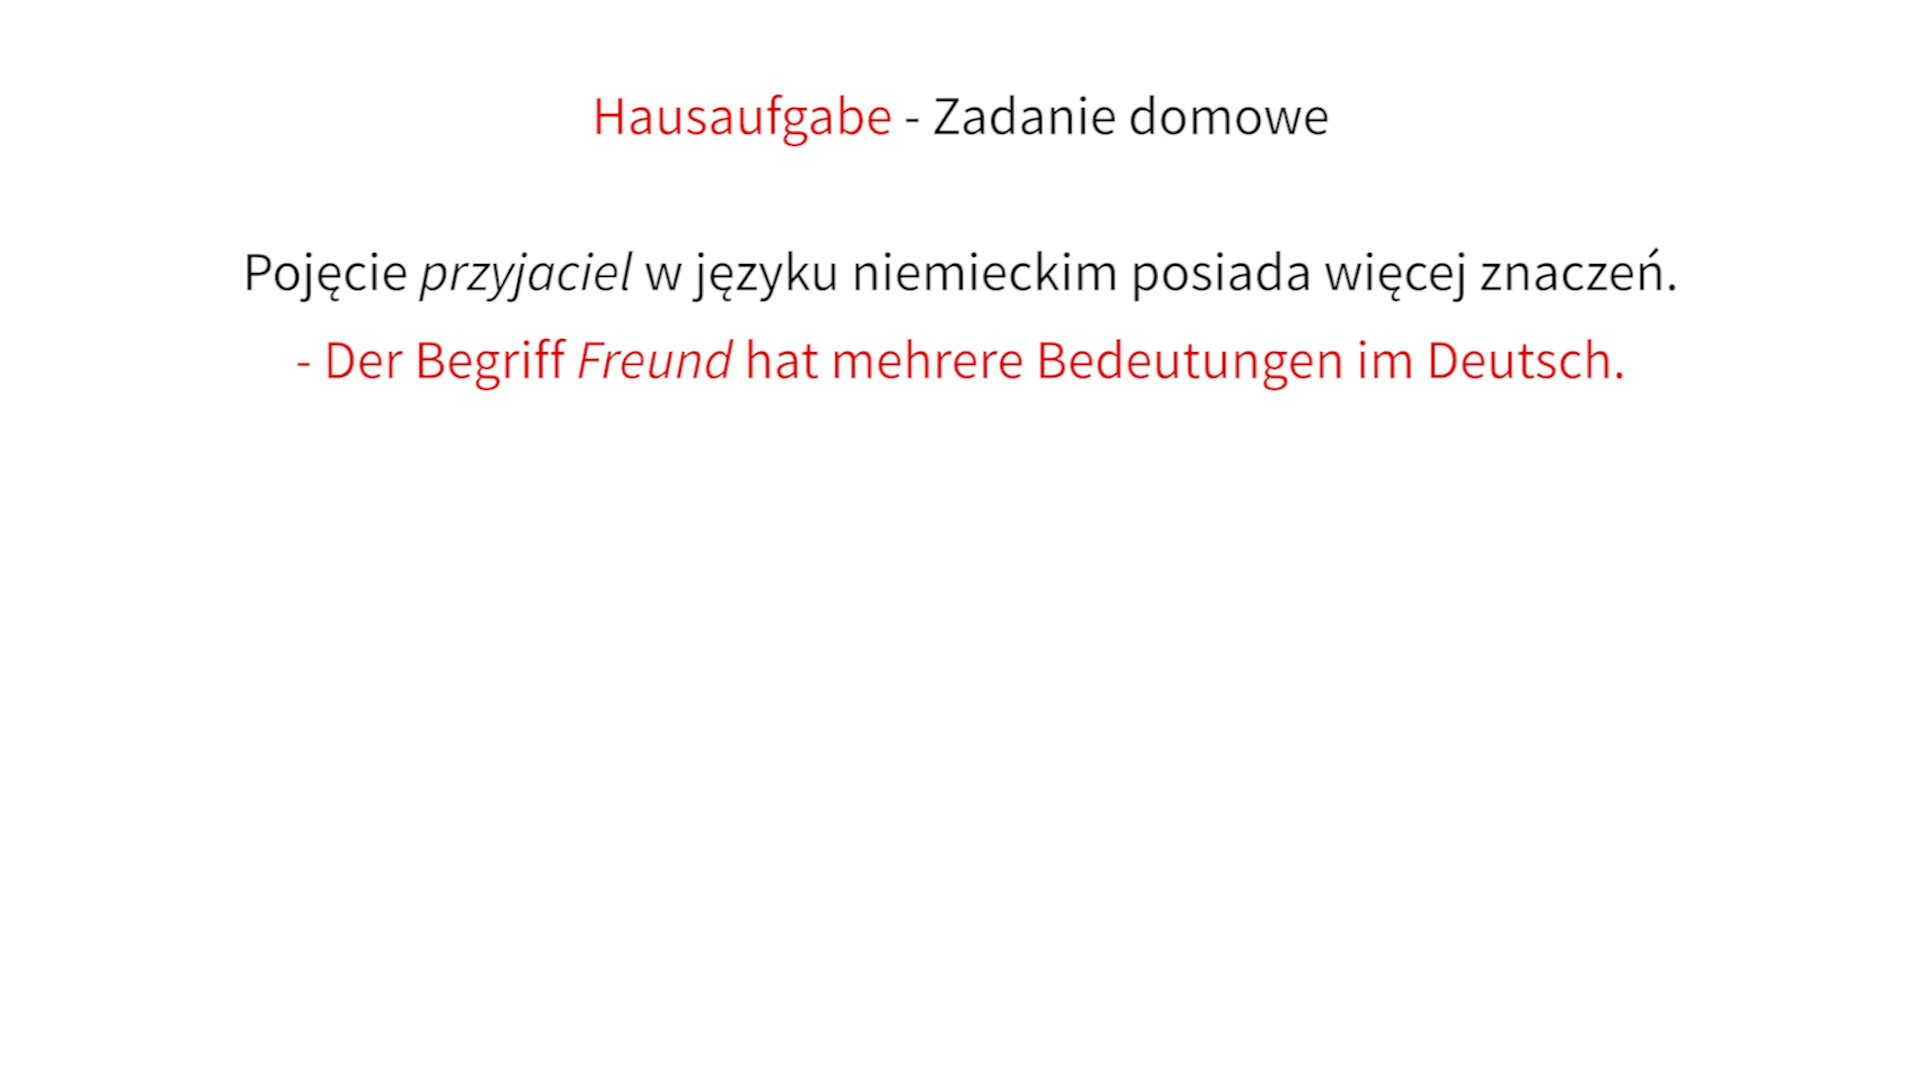 Hausaufgabe - Zadanie domowe
Pojęcie przyjaciel w języku niemieckim posiada więcej znaczeń.
- Der Begriff Freund hat mehrere Bedeutungen im Deutsch.